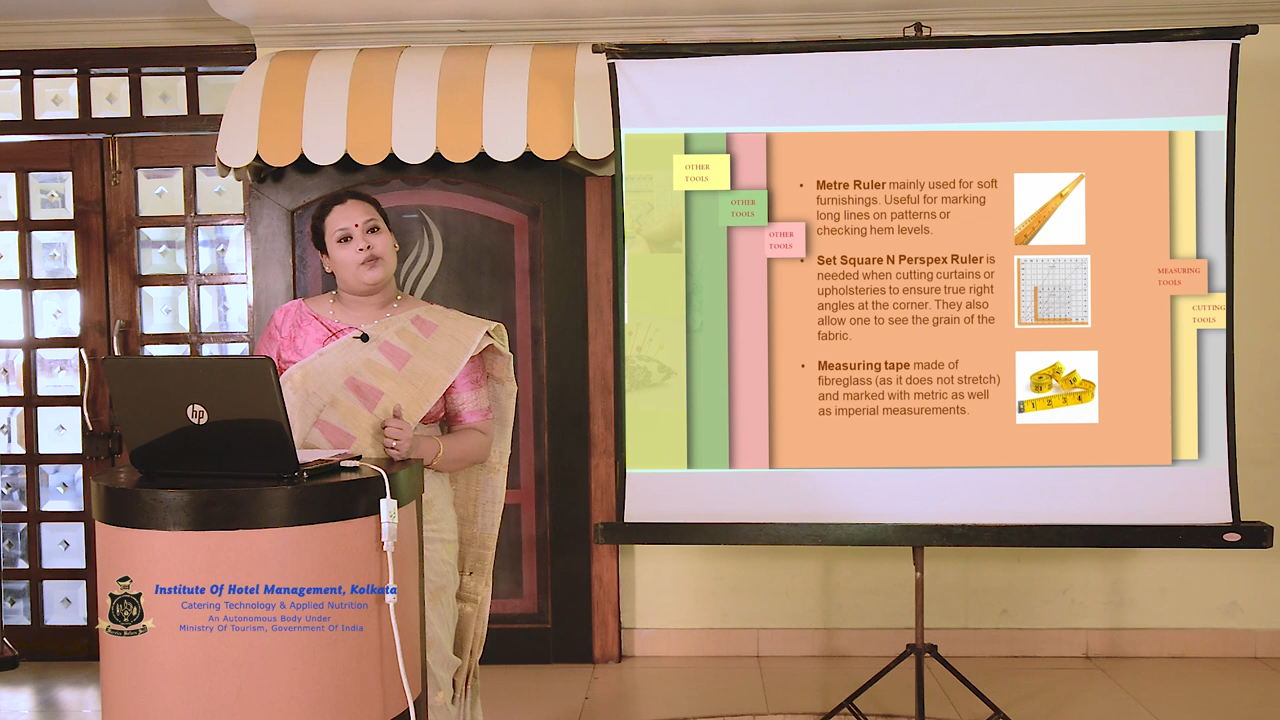 OTHER
TOOLS
OTHER
TOOLS
OTHER
TOOLS
• Metre Ruler mainly used for soft
furnishings. Useful for marking
long lines on patterns or
checking hem levels.
• Set Square N Perspex Ruler is
needed when cutting curtains or
upholsteries to ensure true right
angles at the corner. They also
allow one to see the grain of the
fabric.
• Measuring tape made of
fibreglass (as it does not stretch)
and marked with metric as well
as imperial measurements.
MEASURING
TOOLS
CUTTING
TOOLS
hp
Institute Of Hotel Management, Kolkata
Catering Technology & Applied Nutrition
An Autonomous Body Under
Ministry Of Tourism, Government Of India